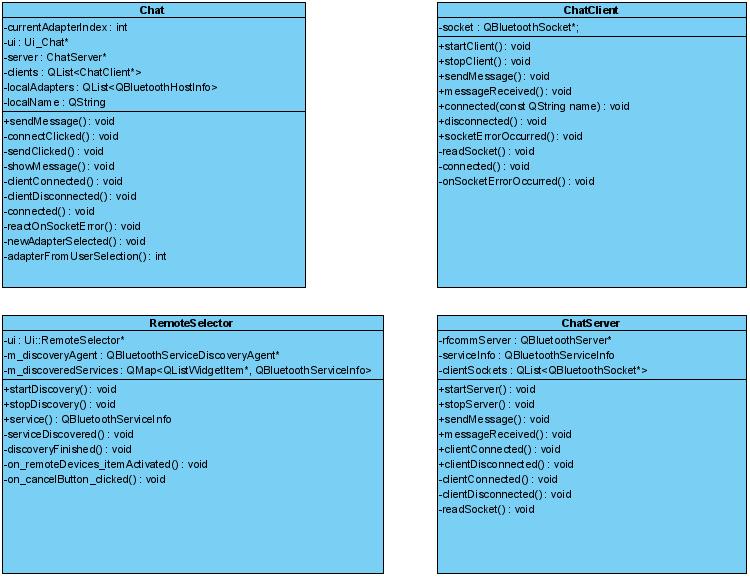 Chat
-currentAdapterIndex : int
-ui : Ui_Chat*
-server : ChatServer*
-clients : QList<ChatClient*>
-localAdapters : QList<QBluetoothHostInfo>
-localName : QString
+sendMessage() : void
-connectClicked() : void
-sendClicked() : void
-showMessage() : void
-clientConnected() : void
-clientDisconnected() : void
-connected() : void
-reactOnSocketError() : void
-newAdapterSelected() : void
-adapterFromUserSelection() : int
ChatClient
-socket : QBluetoothSocket*;
+startClient() : void
+stopClient() : void
+sendMessage() : void
+messageReceived() : void
+connected(const QString name) : void
+disconnected() : void
+socketErrorOccurred() : void
-readSocket() : void
-connected() : void
-onSocketErrorOccurred() : void
RemoteSelector
-ui : Ui::RemoteSelector*
-m_discoveryAgent : QBluetoothServiceDiscoveryAgent*
-m_discoveredServices : QMap<QListWidgetItem*, QBluetoothServiceInfo>
+startDiscovery() : void
+stopDiscovery() : void
+service() : QBluetoothServiceInfo
-serviceDiscovered() : void
-discoveryFinished() : void
-on_remoteDevices_itemActivated() : void
-on_cancelButton_clicked() : void
ChatServer
-rfcommServer : QBluetoothServer*
-serviceInfo : QBluetoothServiceInfo
-clientSockets : QList<QBluetoothSocket*>
+startServer() : void
+stopServer() : void
+sendMessage() : void
+messageReceived() : void
+clientConnected() : void
+clientDisconnected() : void
-clientConnected() : void
-clientDisconnected() : void
-readSocket() : void